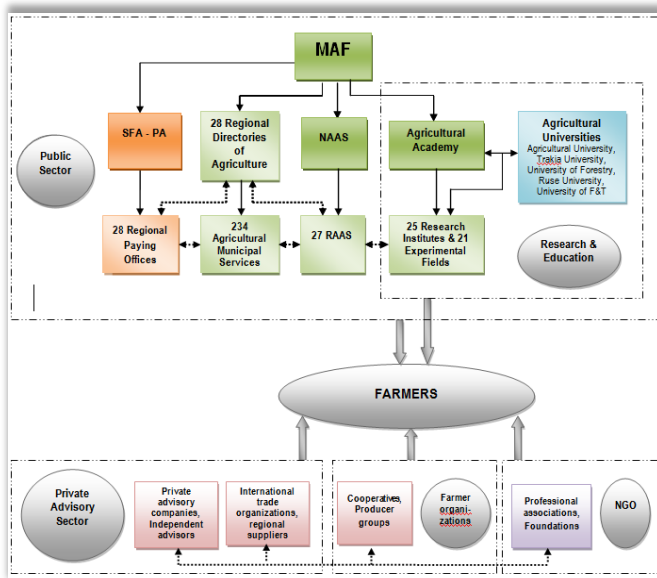 MAF
SFA - PA
28 Regional
Directories
of
Agriculture
NAAS
Agricultural
Academy
Agricultural
Universities
Agricultural University,
Trakia University,
University of Forestry,
Ruse University,
University of F&T
Public
Sector
28 Regional
Paying
Offices
234
Agricultural
Municipal
Services
27 RAAS
25 Research
Institutes & 21
Experimental
Fields
Research &
Education
FARMERS
Private
Advisory
Sector
Private
advisory
companies,
Independent
advisors
International
trade
organizations,
regional
suppliers
Cooperatives,
Producer
groups
Farmer
organi-
zations
Professional
associations,
Foundations
NGO